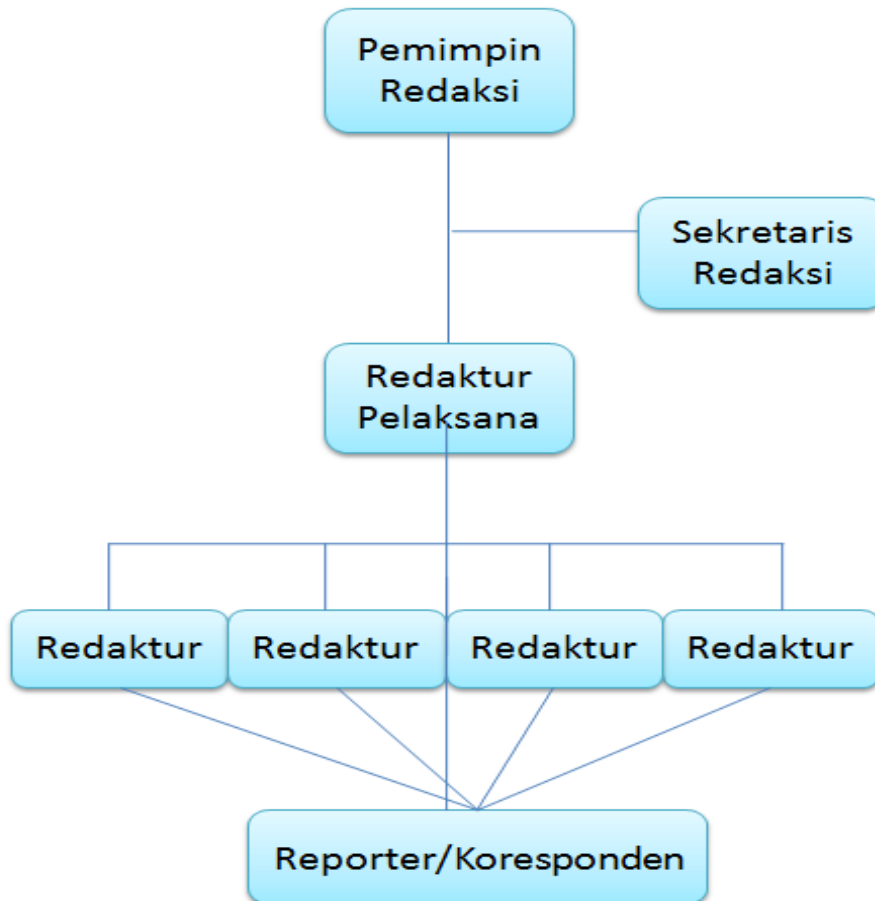 Pemimpin
Redaksi
Sekretaris
Redaksi
Redaktur
Pelaksana
Redaktur
Redaktur
Redaktur
Redaktur
Reporter/Koresponden